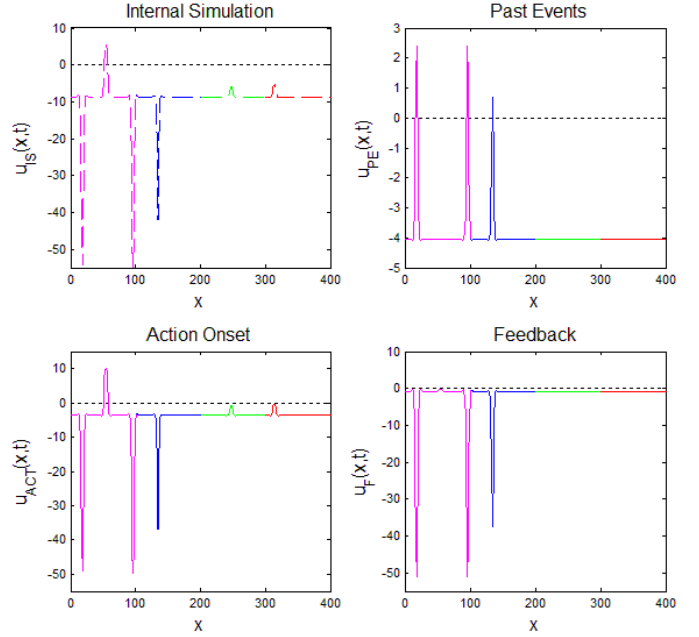 Internal Simulation
10
0
-10
-20
-30
-40
-50
u_IS(x,t)
0 100 200 300 400
x
Past Events
3
2
1
0
-1
-2
-3
-4
-5
u_PE(x,t)
0 100 200 300 400
x
Action Onset
10
0
-10
-20
-30
-40
-50
u_ACT(x,t)
0 100 200 300 400
x
Feedback
10
0
-10
-20
-30
-40
-50
u_F(x,t)
0 100 200 300 400
x